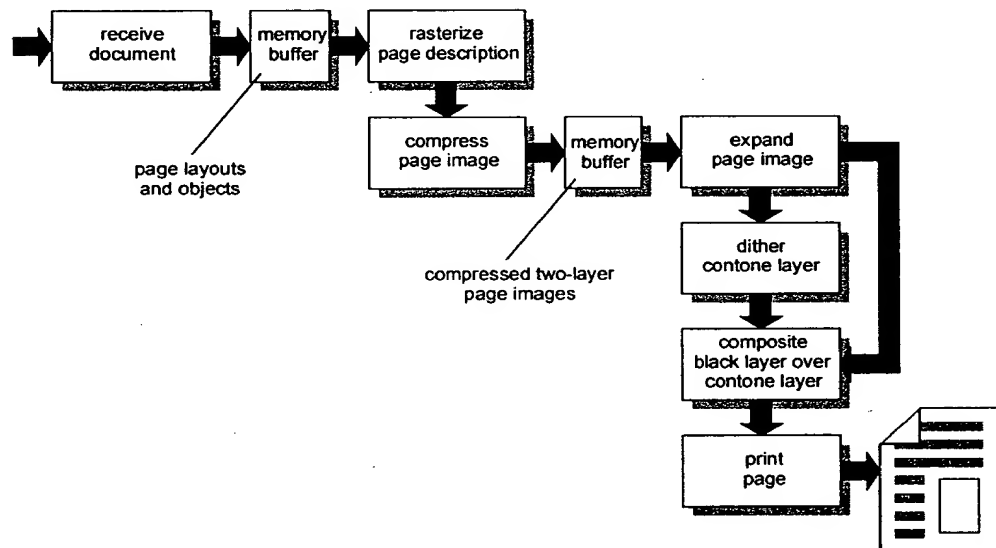 receive
document
memory
buffer
rasterize
page description
compress
page image
memory
buffer
expand
page image
page layouts
and objects
dither
contone layer
compressed two-layer
page images
composite
black layer over
contone layer
print
page